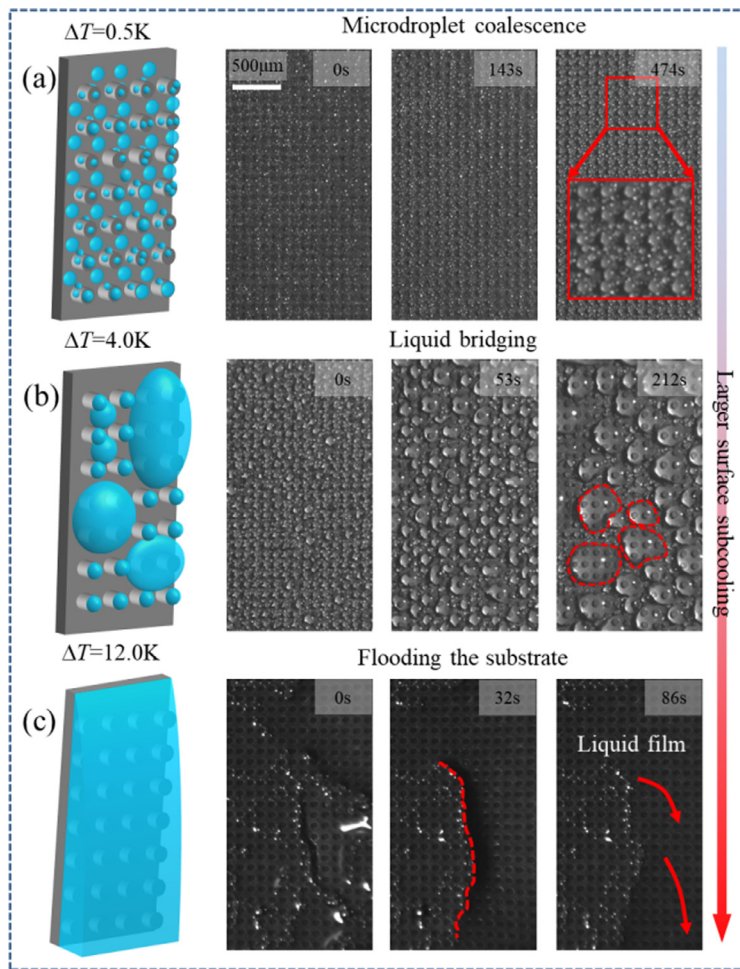 ΔT=0.5K
Microdroplet coalescence
(a)
500μm
0s
143s
474s
ΔT=4.0K
Liquid bridging
(b)
0s
53s
212s
Larger surface subcooling
ΔT=12.0K
Flooding the substrate
(c)
0s
32s
86s
Liquid film